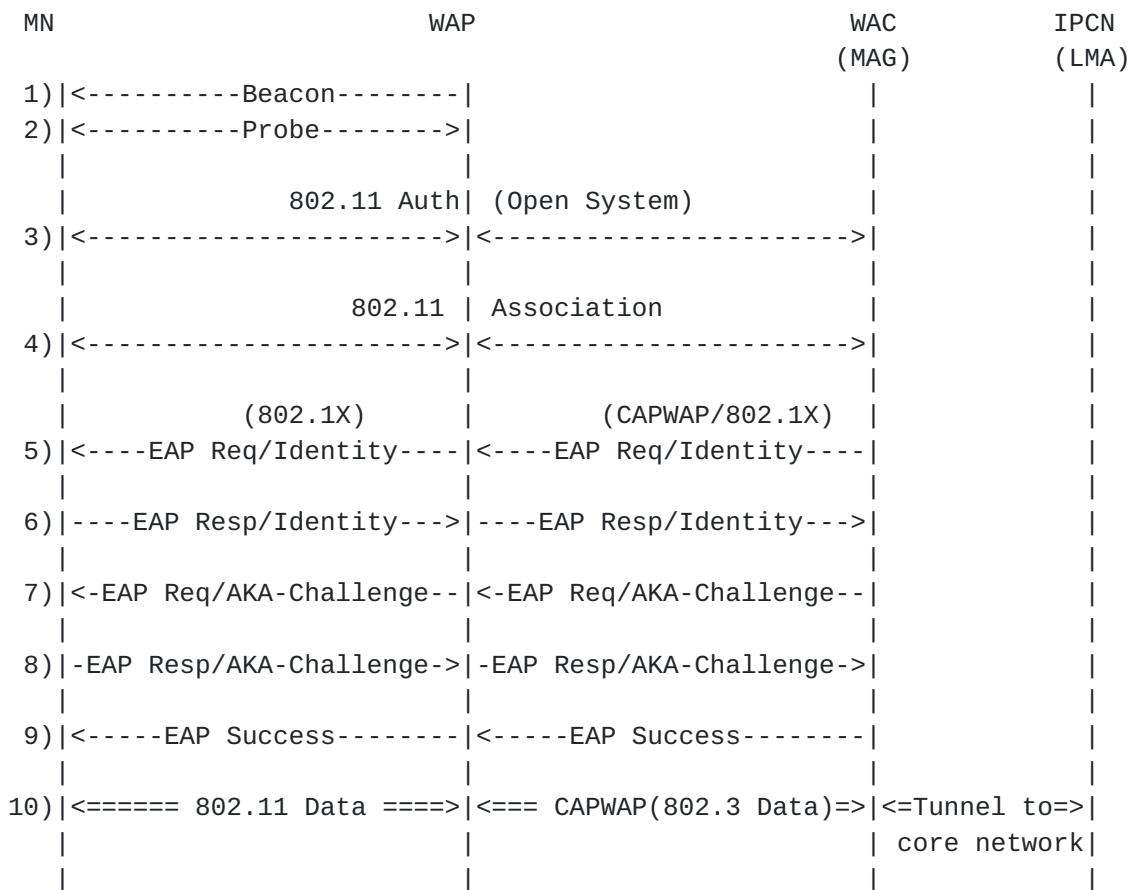 MN                       WAP                       WAC          IPCN
                                                   (MAG)        (LMA)
 1)|<----------Beacon--------|                         |             |
 2)|<----------Probe-------->|                         |             |
   |                         |                         |             |
   |              802.11 Auth| (Open System)           |             |
 3)|<----------------------->|<----------------------->|             |
   |                         |                         |             |
   |                  802.11 | Association             |             |
 4)|<----------------------->|<----------------------->|             |
   |                         |                         |             |
   |           (802.1X)      |        (CAPWAP/802.1X)  |             |
 5)|<----EAP Req/Identity----|<----EAP Req/Identity----|             |
   |                         |                         |             |
 6)|----EAP Resp/Identity--->|----EAP Resp/Identity--->|             |
   |                         |                         |             |
 7)|<-EAP Req/AKA-Challenge--|<-EAP Req/AKA-Challenge--|             |
   |                         |                         |             |
 8)|-EAP Resp/AKA-Challenge->|-EAP Resp/AKA-Challenge->|             |
   |                         |                         |             |
 9)|<-----EAP Success--------|<-----EAP Success--------|             |
   |                         |                         |             |
10)|<====== 802.11 Data ====>|<=== CAPWAP(802.3 Data)=>|<=Tunnel to=>|
   |                         |                         | core network|
   |                         |                         |             |